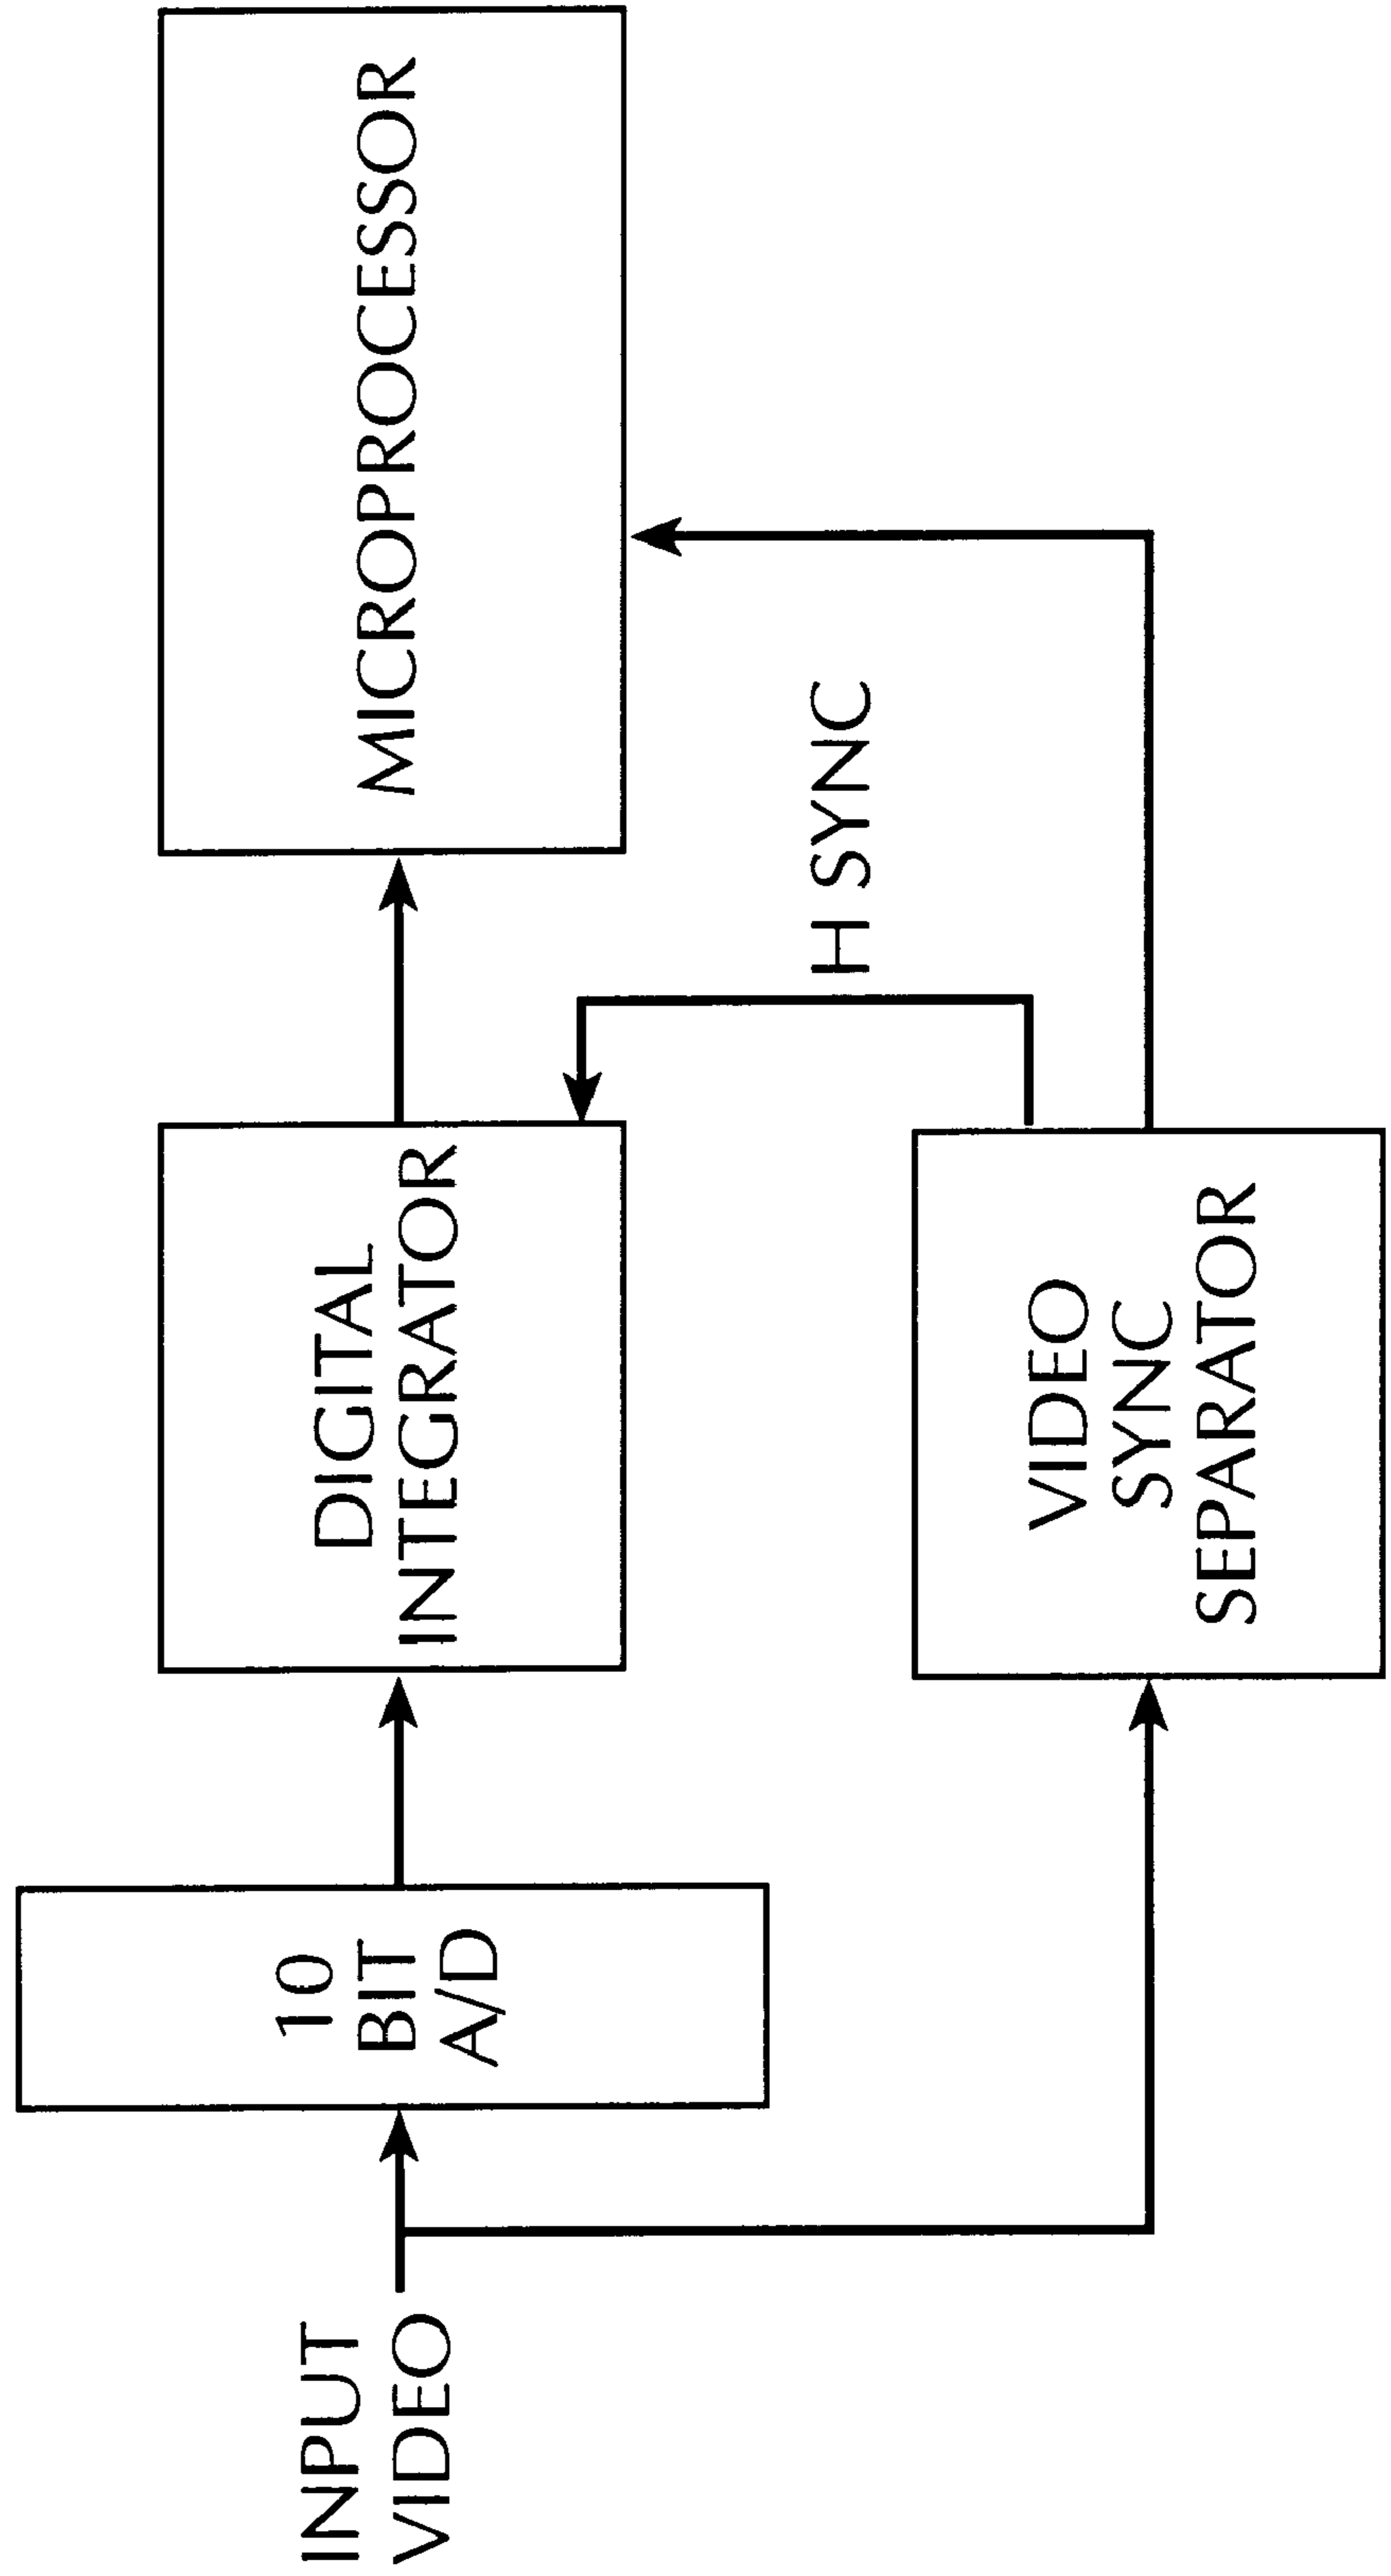 INPUT
VIDEO
10
BIT
A/D
DIGITAL
INTEGRATOR
MICROPROCESSOR
H SYNC
VIDEO
SYNC
SEPARATOR